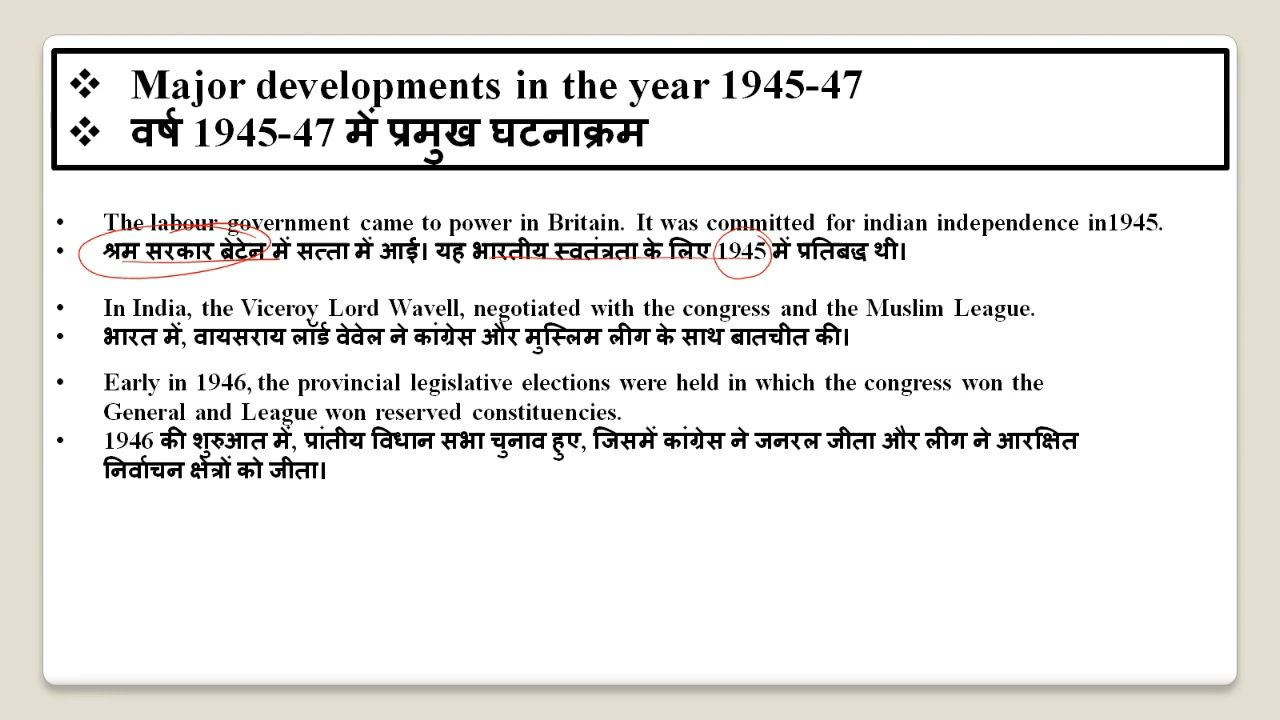 ❖ Major developments in the year 1945-47
❖ वर्ष 1945-47 में प्रमुख घटनाक्रम
• The labour government came to power in Britain. It was committed for indian independence in1945.
• श्रम सरकार ब्रेटेन में सत्ता में आई। यह भारतीय स्वतंत्रता के लिए 1945 में प्रतिबद्ध थी।
• In India, the Viceroy Lord Wavell, negotiated with the congress and the Muslim League.
• भारत में, वायसराय लॉर्ड वेवेल ने कांग्रेस और मुस्लिम लीग के साथ बातचीत की।
• Early in 1946, the provincial legislative elections were held in which the congress won the
General and League won reserved constituencies.
• 1946 की शुरुआत में, प्रांतीय विधान सभा चुनाव हुए, जिसमें कांग्रेस ने जनरल जीता और लीग ने आरक्षित
निर्वाचन क्षेत्रों को जीता।